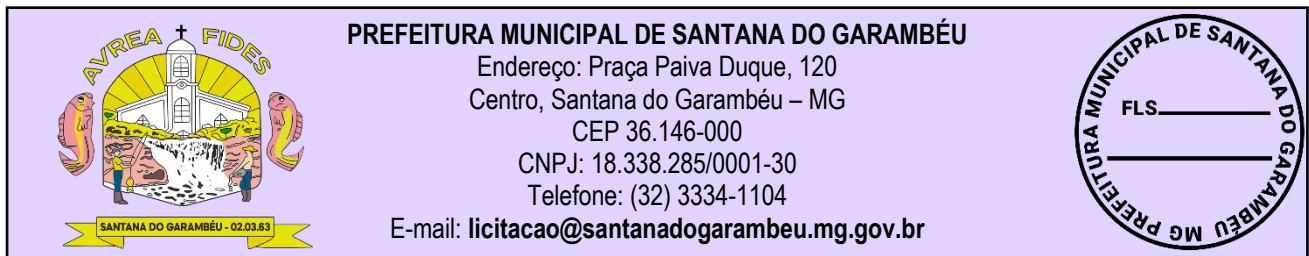 AVREA FIDES
SANTANA DO GARAMBÉU - 02.03.63
PREFEITURA MUNICIPAL DE SANTANA DO GARAMBÉU
Endereço: Praça Paiva Duque, 120
Centro, Santana do Garambéu – MG
CEP 36.146-000
CNPJ: 18.338.285/0001-30
Telefone: (32) 3334-1104
E-mail: licitacao@santanadogarambeu.mg.gov.br
PREFEITURA MUNICIPAL DE SANTANA DO GARAMBÉU MG
FLS.